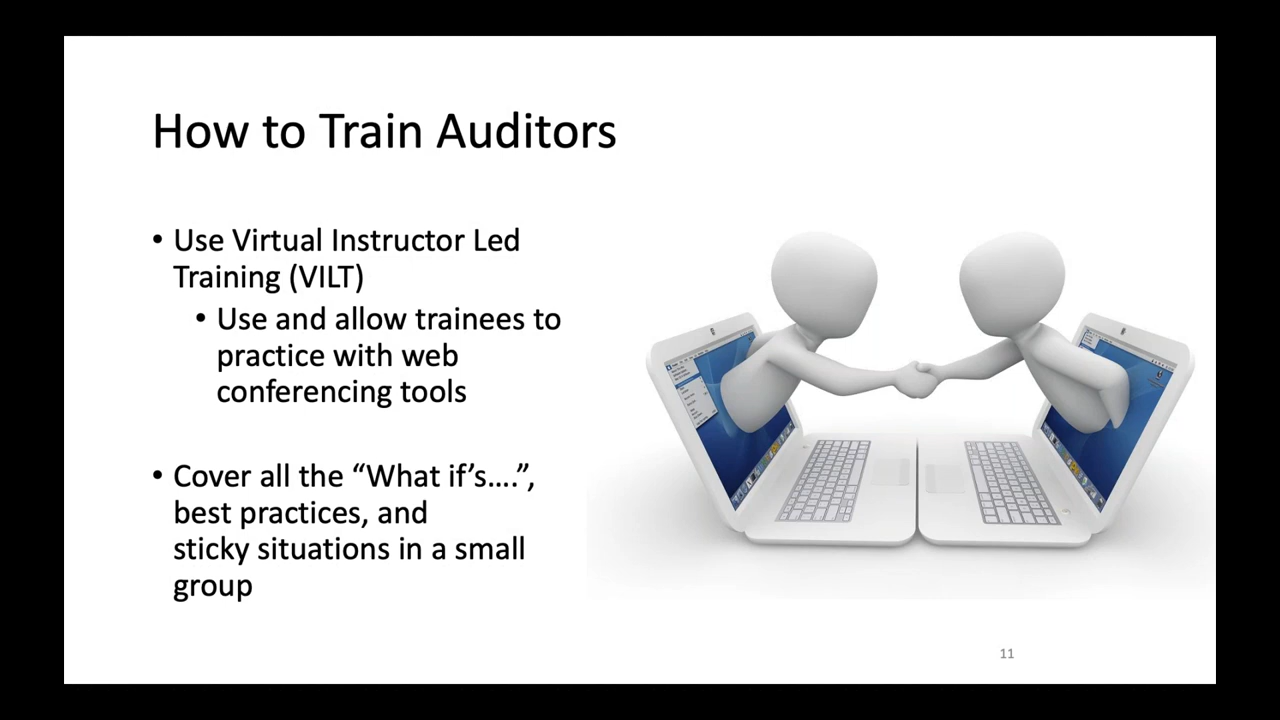 How to Train Auditors
• Use Virtual Instructor Led
Training (VILT)
• Use and allow trainees to
practice with web
conferencing tools
• Cover all the “What if’s….”,
best practices, and
sticky situations in a small
group
11